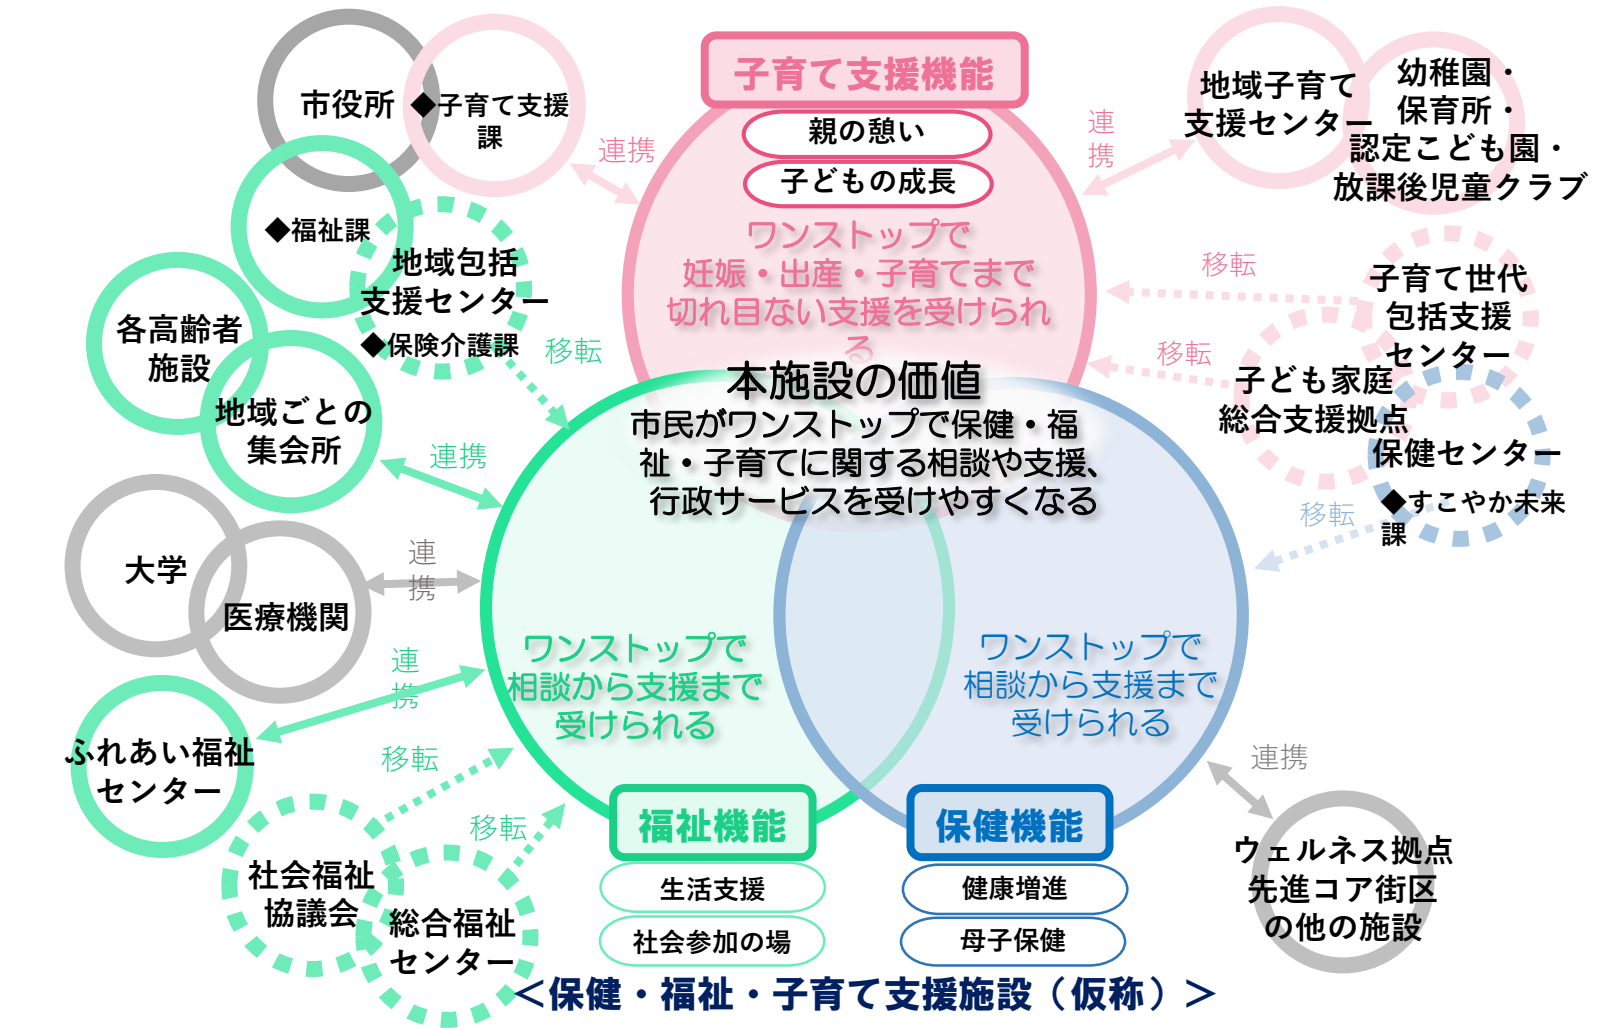 子育て支援機能
親の憩い
子どもの成長
ワンストップで
妊娠・出産・子育てまで
切れ目ない支援を受けられ
る
本施設の価値
市民がワンストップで保健・福
祉・子育てに関する相談や支援、
行政サービスを受けやすくなる
ワンストップで
相談から支援まで
受けられる
ワンストップで
相談から支援まで
受けられる
福祉機能
生活支援
社会参加の場
保健機能
健康増進
母子保健
＜保健・福祉・子育て支援施設（仮称）＞
市役所
◆子育て支援
課
連携
◆福祉課
地域包括
支援センター
◆保険介護課
移転
各高齢者
施設
地域ごとの
集会所
連携
大学
医療機関
連
携
連
携
ふれあい福祉
センター
移転
社会福祉
協議会
移転
総合福祉
センター
連
携
地域子育て
支援センター
幼稚園・
保育所・
認定こども園・
放課後児童クラブ
移転
子育て世代
包括支援
センター
移転
子ども家庭
総合支援拠点
保健センター
◆すこやか未来
課
移転
連携
ウェルネス拠点
先進コア街区
の他の施設